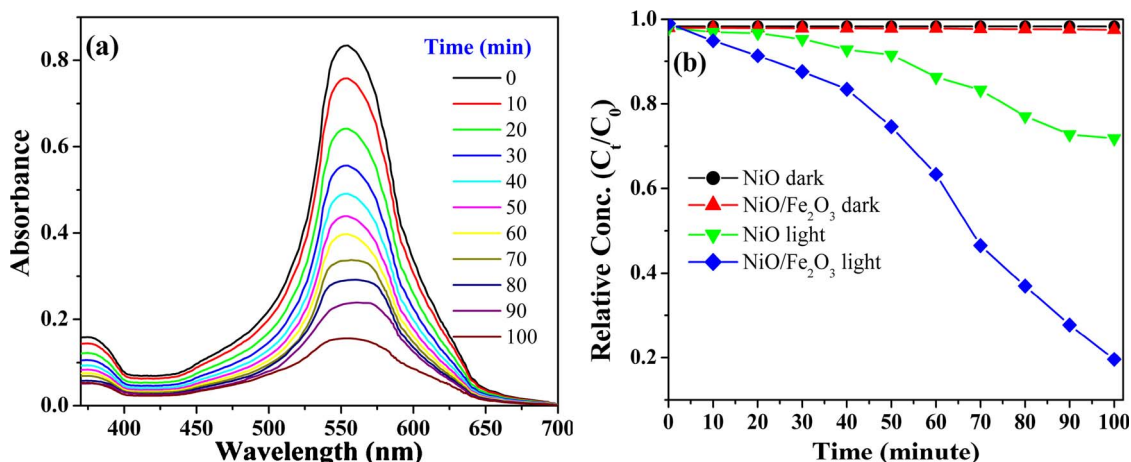 (a)
Time (min)
0
10
20
30
40
50
60
70
80
90
100
0.8
0.6
0.4
0.2
0.0
Absorbance
400
450
500
550
600
650
700
Wavelength (nm)
(b)
1.0
0.8
0.6
0.4
0.2
Relative Conc. (Cₜ/C₀)
NiO dark
NiO/Fe₂O₃ dark
NiO light
NiO/Fe₂O₃ light
0 10 20 30 40 50 60 70 80 90 100
Time (minute)